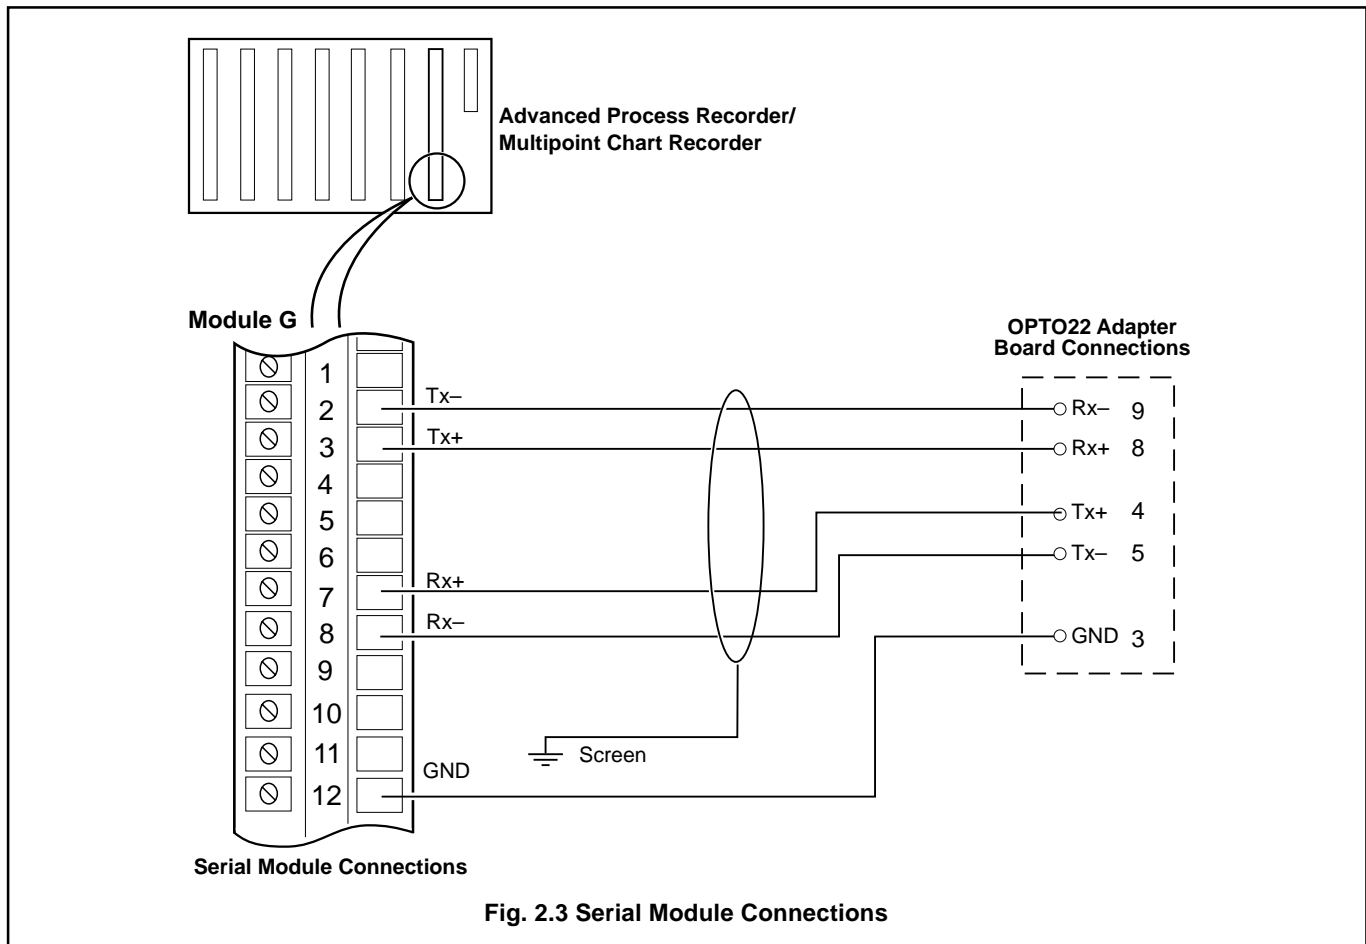 Advanced Process Recorder/
Multipoint Chart Recorder
Module G
OPTO22 Adapter
Board Connections
1
2
3
4
5
6
7
8
9
10
11
12
Tx–
Tx+
Rx+
Rx–
GND
Rx– 9
Rx+ 8
Tx+ 4
Tx– 5
GND 3
Screen
Serial Module Connections
Fig. 2.3 Serial Module Connections